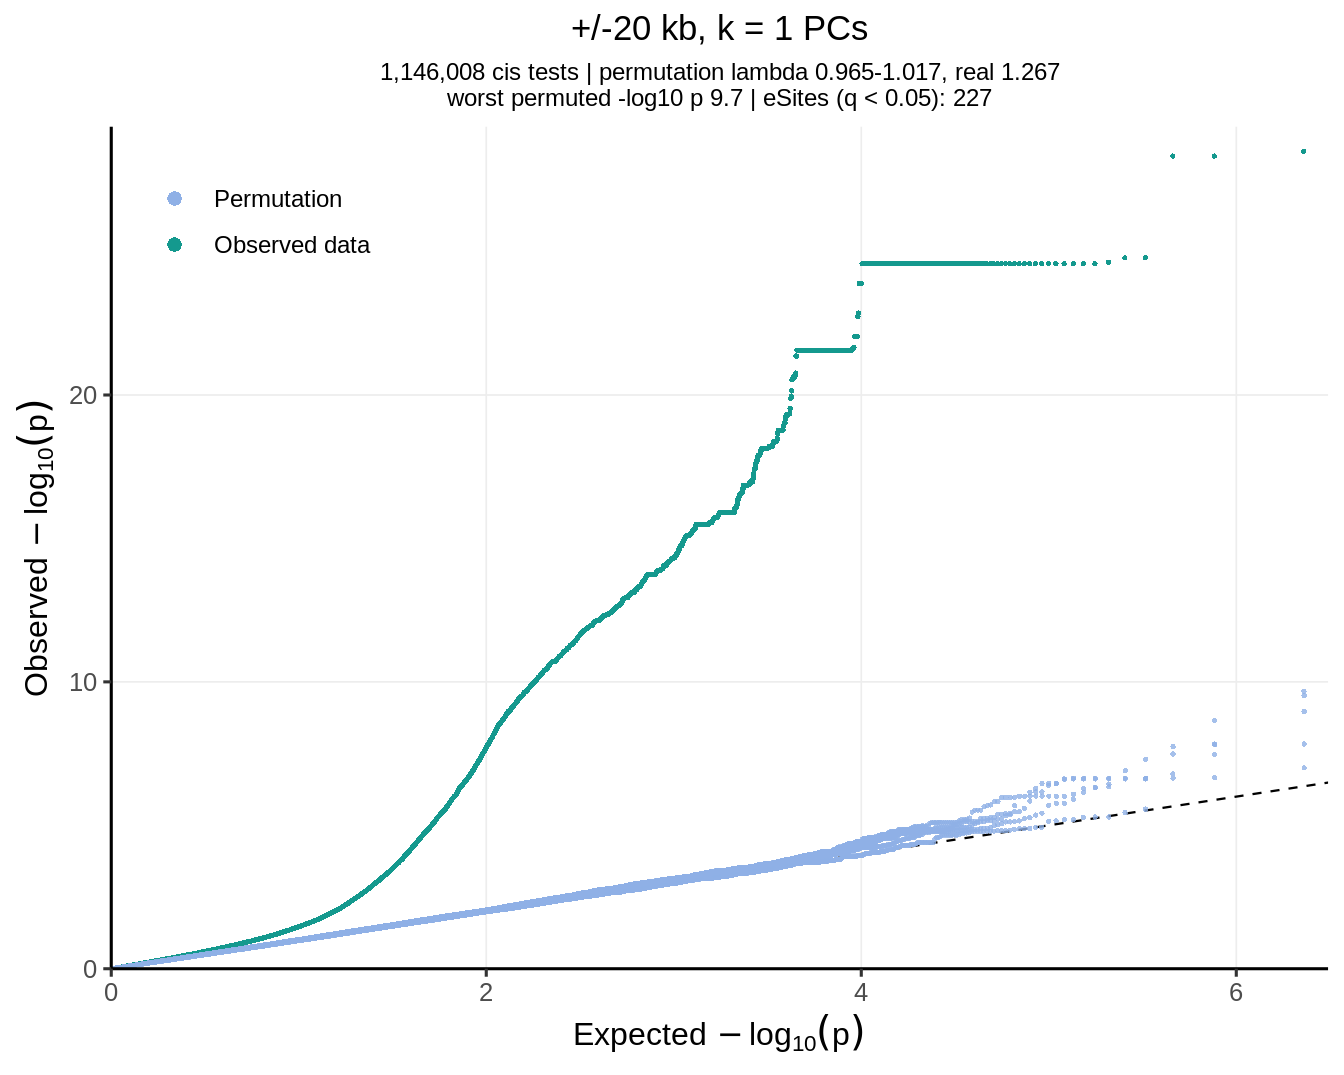 +/-20 kb, k = 1 PCs
1,146,008 cis tests | permutation lambda 0.965-1.017, real 1.267
worst permuted -log10 p 9.7 | eSites (q < 0.05): 227
Permutation
Observed data
Observed −log10(p)
20
10
0
0 2 4 6
Expected −log10(p)